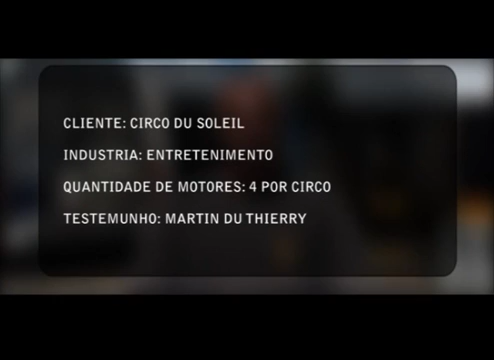 CLIENTE: CIRCO DU SOLEIL
INDUSTRIA: ENTRETENIMENTO
QUANTIDADE DE MOTORES: 4 POR CIRCO
TESTEMUNHO: MARTIN DU THIERRY